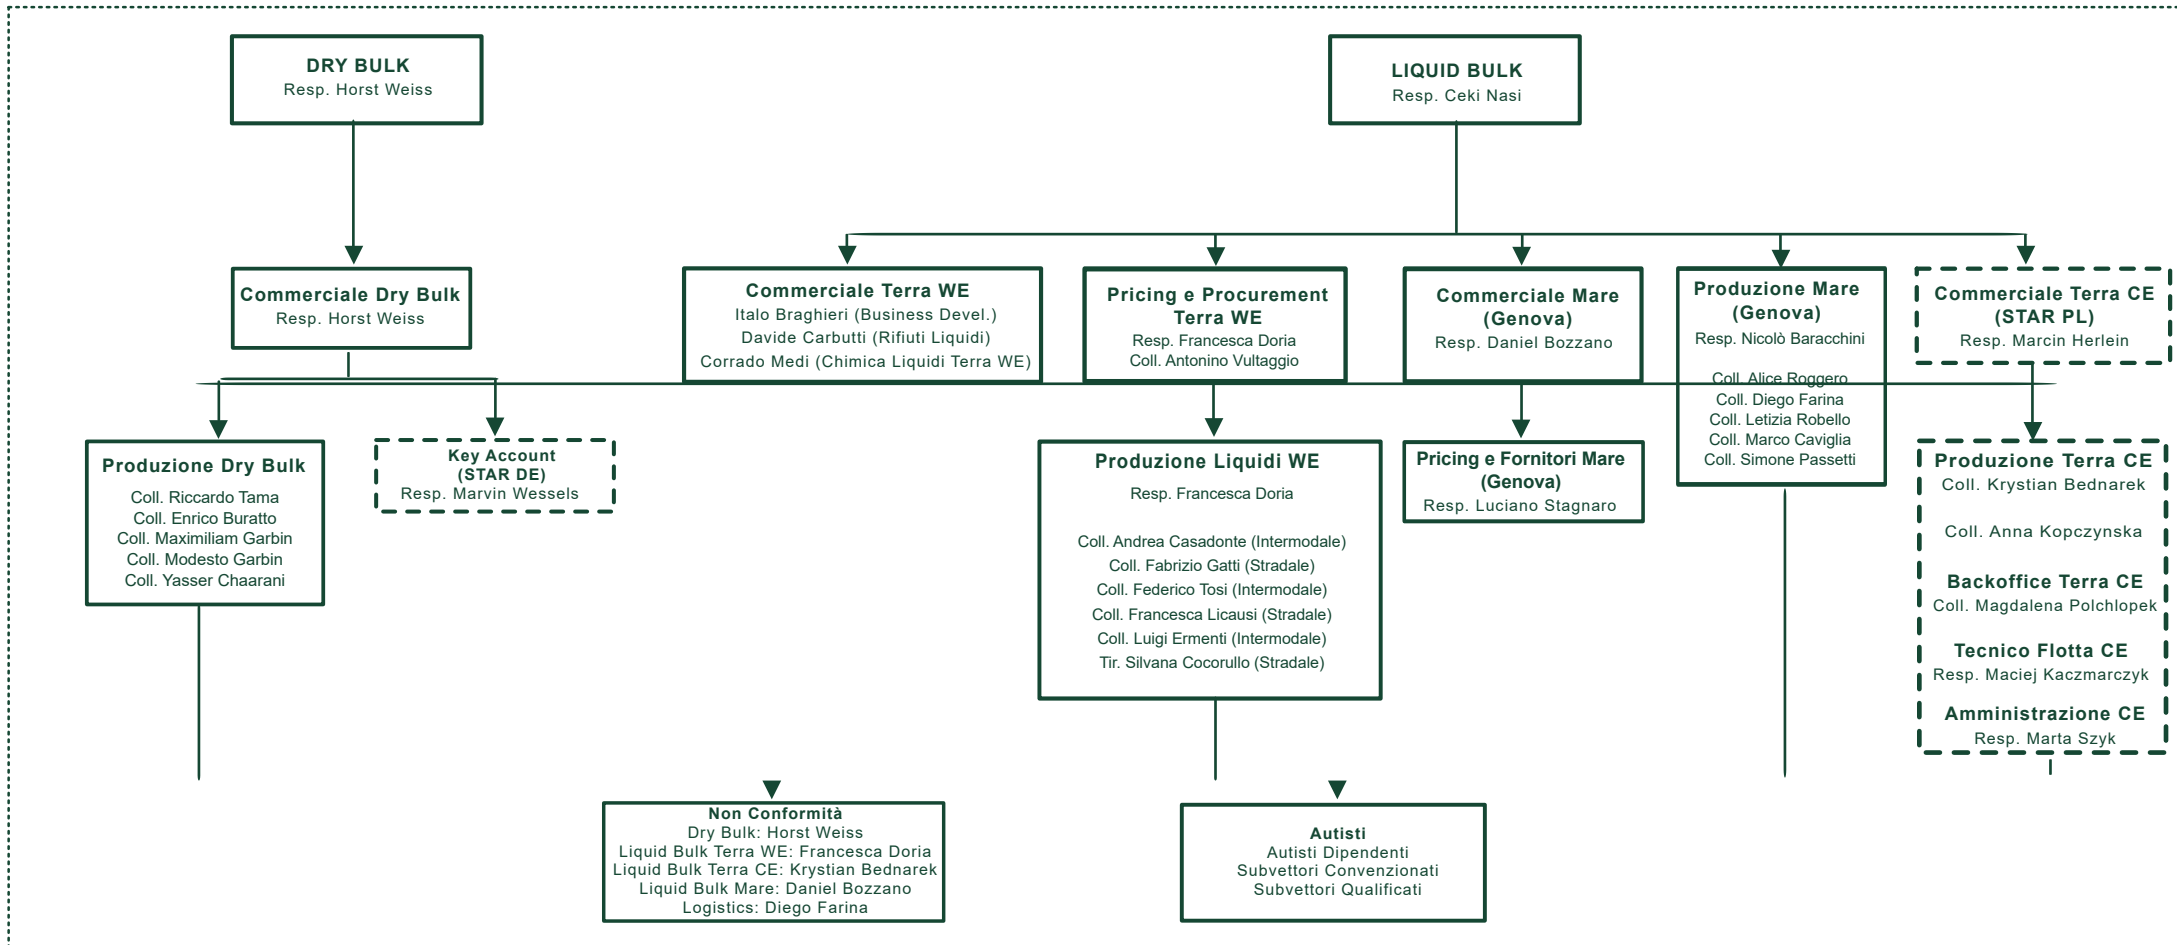 DRY BULK
Resp. Horst Weiss
LIQUID BULK
Resp. Ceki Nasi
Commerciale Dry Bulk
Resp. Horst Weiss
Commerciale Terra WE
Italo Braghieri (Business Devel.)
Davide Carbutti (Rifiuti Liquidi)
Corrado Medi (Chimica Liquidi Terra WE)
Pricing e Procurement
Terra WE
Resp. Francesca Doria
Coll. Antonino Vultaggio
Commerciale Mare
(Genova)
Resp. Daniel Bozzano
Produzione Mare
(Genova)
Resp. Nicolò Baracchini
Coll. Alice Roggero
Coll. Diego Farina
Coll. Letizia Robello
Coll. Marco Caviglia
Coll. Simone Passetti
Commerciale Terra CE
(STAR PL)
Resp. Marcin Herlein
Produzione Dry Bulk
Coll. Riccardo Tama
Coll. Enrico Buratto
Coll. Maximiliam Garbin
Coll. Modesto Garbin
Coll. Yasser Chaarani
Key Account
(STAR DE)
Resp. Marvin Wessels
Produzione Liquidi WE
Resp. Francesca Doria
Coll. Andrea Casadonte (Intermodale)
Coll. Fabrizio Gatti (Stradale)
Coll. Federico Tosi (Intermodale)
Coll. Francesca Licausi (Stradale)
Coll. Luigi Ermenti (Intermodale)
Tir. Silvana Cocorullo (Stradale)
Pricing e Fornitori Mare
(Genova)
Resp. Luciano Stagnaro
Produzione Terra CE
Coll. Krystian Bednarek
Coll. Anna Kopczynska
Backoffice Terra CE
Coll. Magdalena Polchlopek
Tecnico Flotta CE
Resp. Maciej Kaczmarczyk
Amministrazione CE
Resp. Marta Szyk
Non Conformità
Dry Bulk: Horst Weiss
Liquid Bulk Terra WE: Francesca Doria
Liquid Bulk Terra CE: Krystian Bednarek
Liquid Bulk Mare: Daniel Bozzano
Logistics: Diego Farina
Autisti
Autisti Dipendenti
Subvettori Convenzionati
Subvettori Qualificati